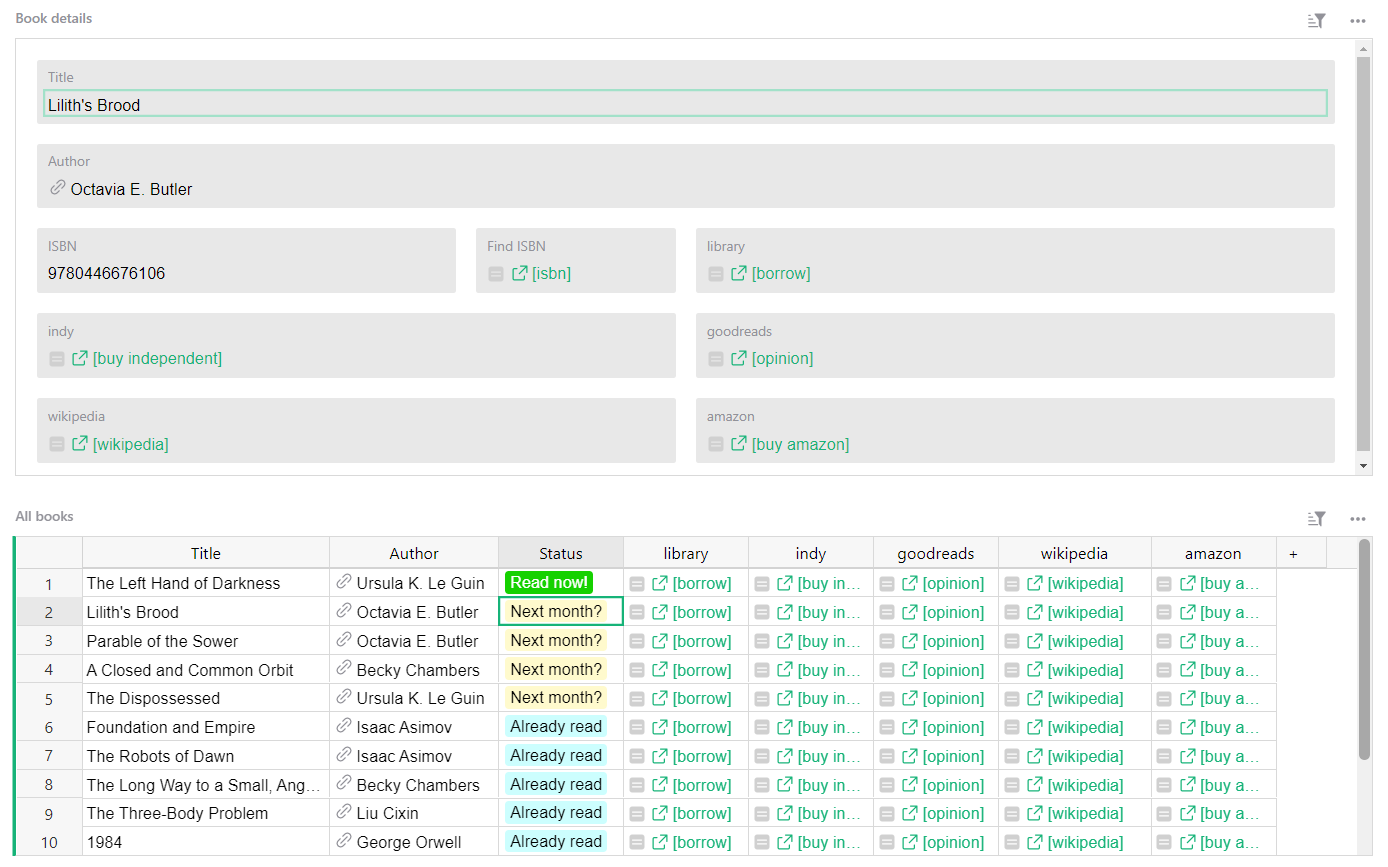 Book details
Title
Lilith's Brood
Author
Octavia E. Butler
ISBN Find ISBN library
9780446676106 [isbn] [borrow]
indy goodreads
[buy independent] [opinion]
wikipedia amazon
[wikipedia] [buy amazon]
All books
Title Author Status library indy goodreads wikipedia amazon +
1 The Left Hand of Darkness Ursula K. Le Guin Read now! [borrow] [buy in… [opinion] [wikipedia] [buy a…
2 Lilith's Brood Octavia E. Butler Next month? [borrow] [buy in… [opinion] [wikipedia] [buy a…
3 Parable of the Sower Octavia E. Butler Next month? [borrow] [buy in… [opinion] [wikipedia] [buy a…
4 A Closed and Common Orbit Becky Chambers Next month? [borrow] [buy in… [opinion] [wikipedia] [buy a…
5 The Dispossessed Ursula K. Le Guin Next month? [borrow] [buy in… [opinion] [wikipedia] [buy a…
6 Foundation and Empire Isaac Asimov Already read [borrow] [buy in… [opinion] [wikipedia] [buy a…
7 The Robots of Dawn Isaac Asimov Already read [borrow] [buy in… [opinion] [wikipedia] [buy a…
8 The Long Way to a Small, Ang… Becky Chambers Already read [borrow] [buy in… [opinion] [wikipedia] [buy a…
9 The Three-Body Problem Liu Cixin Already read [borrow] [buy in… [opinion] [wikipedia] [buy a…
10 1984 George Orwell Already read [borrow] [buy in… [opinion] [wikipedia] [buy a…